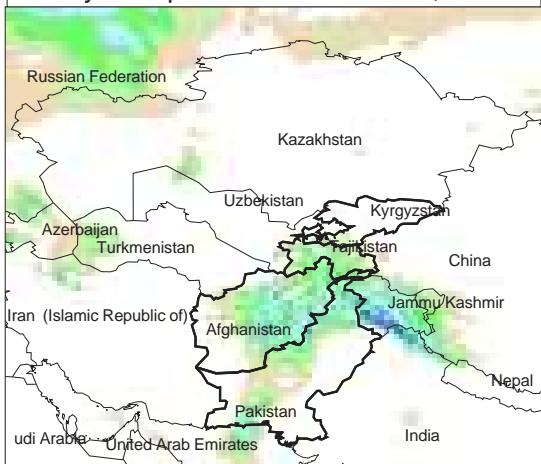 Russian Federation
Kazakhstan
Uzbekistan
Kyrgyzstan
Azerbaijan
Turkmenistan
Tajikistan
China
Jammu/Kashmir
Iran (Islamic Republic of)
Afghanistan
Nepal
Pakistan
udi Arabia
United Arab Emirates
India